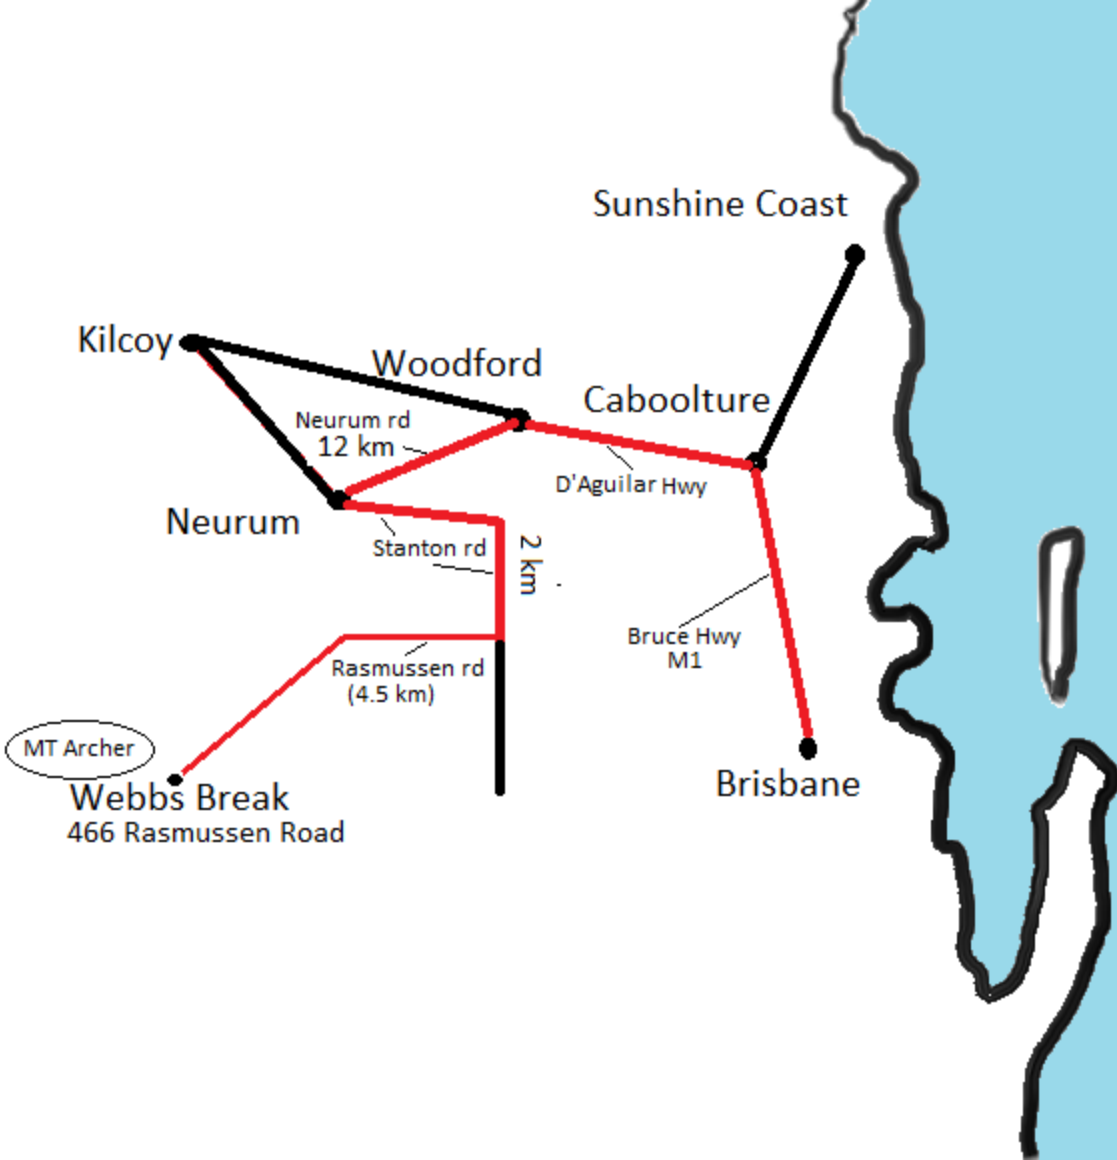 Sunshine Coast
Kilcoy
Woodford
Caboolture
Neurum rd
12 km
D'Aguilar Hwy
Neurum
Stanton rd
2 km
Bruce Hwy
M1
Rasmussen rd
(4.5 km)
MT Archer
Webbs Break
466 Rasmussen Road
Brisbane